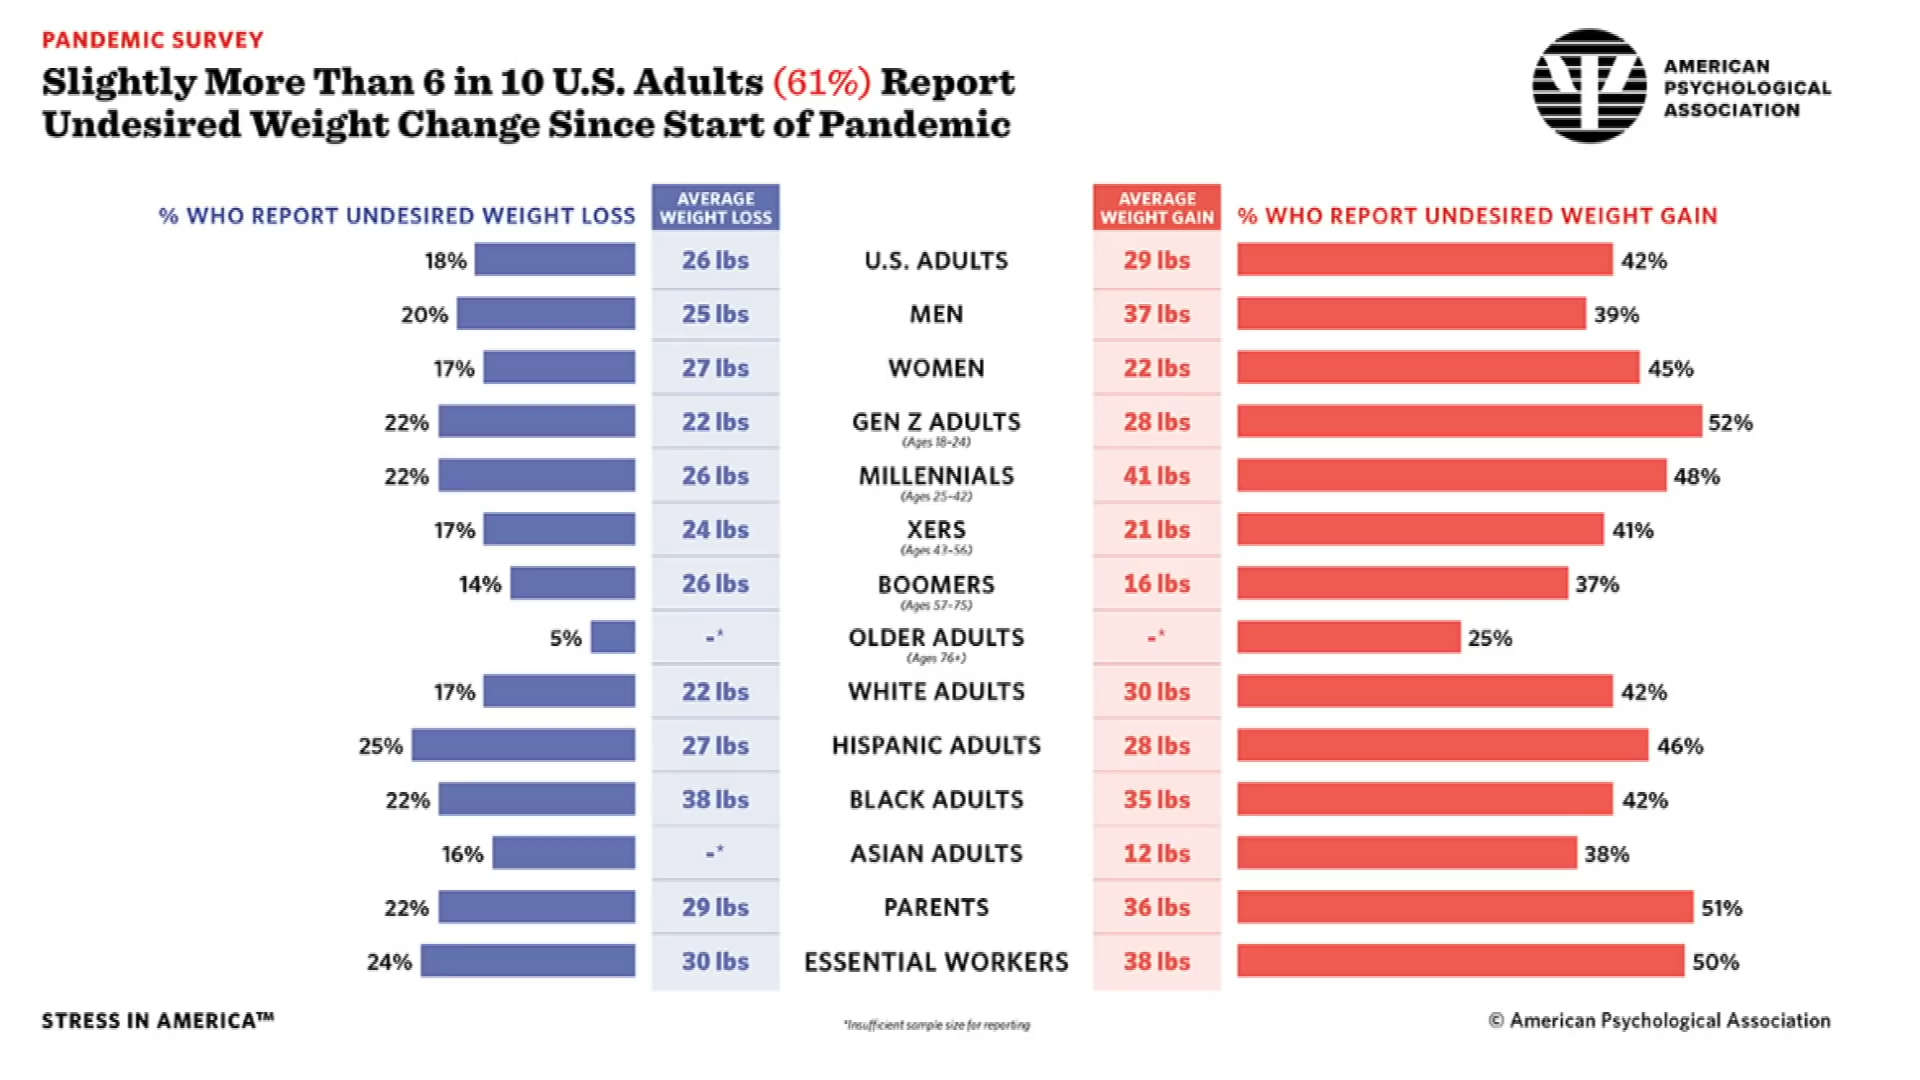 PANDEMIC SURVEY
Slightly More Than 6 in 10 U.S. Adults (61%) Report
Undesired Weight Change Since Start of Pandemic
AMERICAN
PSYCHOLOGICAL
ASSOCIATION
% WHO REPORT UNDESIRED WEIGHT LOSS
AVERAGE
WEIGHT LOSS
AVERAGE
WEIGHT GAIN
% WHO REPORT UNDESIRED WEIGHT GAIN
18% 26 lbs U.S. ADULTS 29 lbs 42%
20% 25 lbs MEN 37 lbs 39%
17% 27 lbs WOMEN 22 lbs 45%
22% 22 lbs GEN Z ADULTS 28 lbs 52%
(Ages 18–24)
22% 26 lbs MILLENNIALS 41 lbs 48%
(Ages 25–42)
17% 24 lbs XERS 21 lbs 41%
(Ages 43–56)
14% 26 lbs BOOMERS 16 lbs 37%
(Ages 57–75)
5% -* OLDER ADULTS -* 25%
(Ages 76+)
17% 22 lbs WHITE ADULTS 30 lbs 42%
25% 27 lbs HISPANIC ADULTS 28 lbs 46%
22% 38 lbs BLACK ADULTS 35 lbs 42%
16% -* ASIAN ADULTS 12 lbs 38%
22% 29 lbs PARENTS 36 lbs 51%
24% 30 lbs ESSENTIAL WORKERS 38 lbs 50%
STRESS IN AMERICA™
*Insufficient sample size for reporting
© American Psychological Association